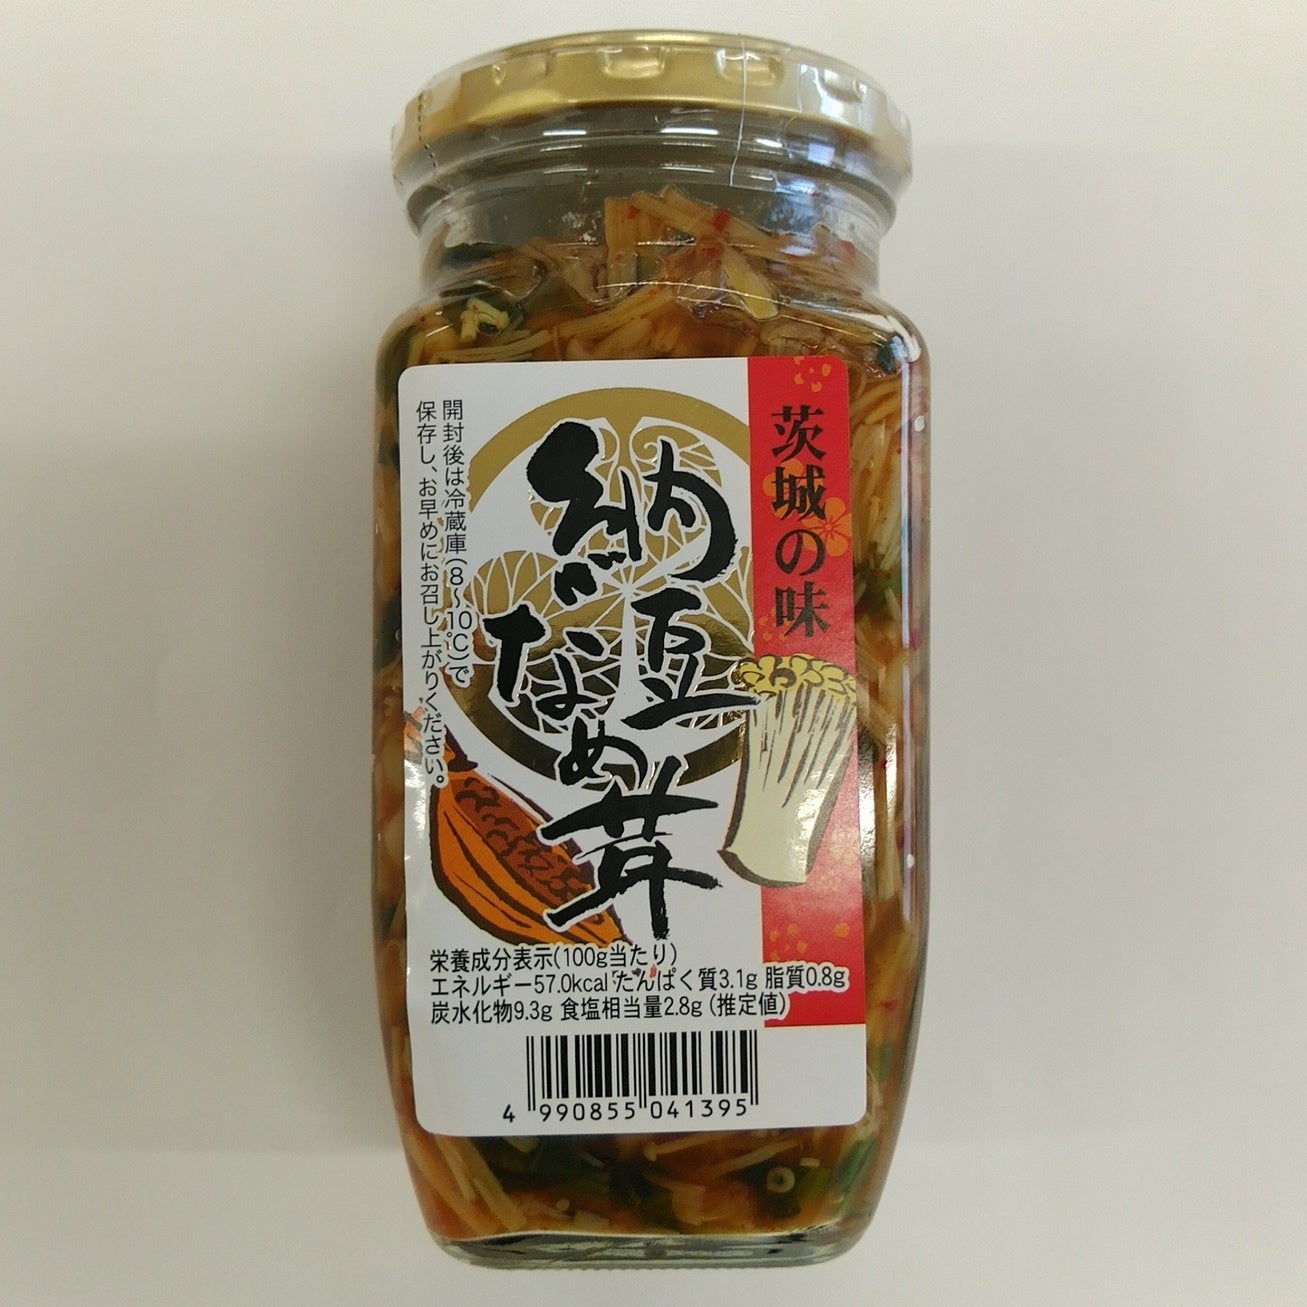 茨城の味
納豆
なめ茸
開封後は冷蔵庫(8～10℃)で
保存し、お早めにお召し上がりください。
栄養成分表示(100g当たり)
エネルギー57.0kcal たんぱく質3.1g 脂質0.8g
炭水化物9.3g 食塩相当量2.8g (推定値)
4 990855 041395